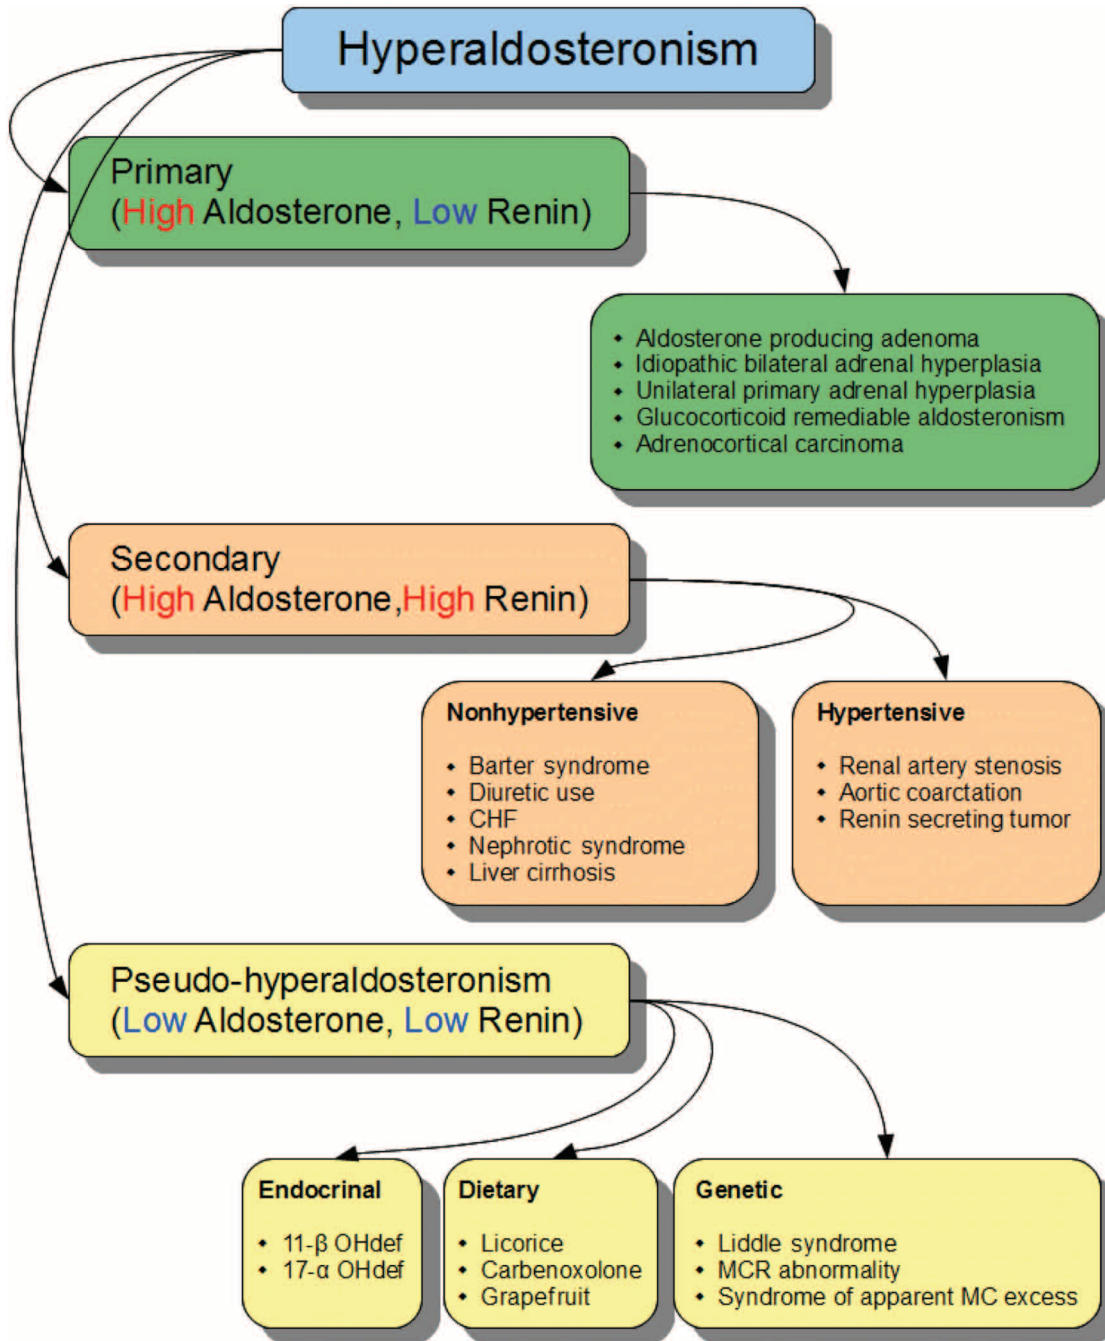 Hyperaldosteronism
Primary
(High Aldosterone, Low Renin)
• Aldosterone producing adenoma
• Idiopathic bilateral adrenal hyperplasia
• Unilateral primary adrenal hyperplasia
• Glucocorticoid remediable aldosteronism
• Adrenocortical carcinoma
Secondary
(High Aldosterone,High Renin)
Nonhypertensive
• Barter syndrome
• Diuretic use
• CHF
• Nephrotic syndrome
• Liver cirrhosis
Hypertensive
• Renal artery stenosis
• Aortic coarctation
• Renin secreting tumor
Pseudo-hyperaldosteronism
(Low Aldosterone, Low Renin)
Endocrinal
• 11-β OHdef
• 17-α OHdef
Dietary
• Licorice
• Carbenoxolone
• Grapefruit
Genetic
• Liddle syndrome
• MCR abnormality
• Syndrome of apparent MC excess